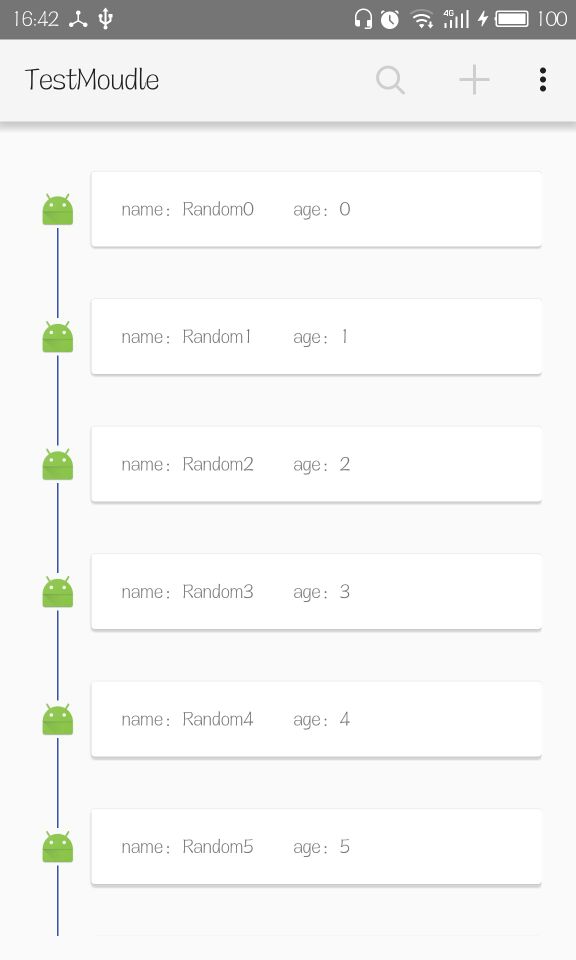 16:42 4G 100
TestMoudle
name: Random0 age: 0
name: Random1 age: 1
name: Random2 age: 2
name: Random3 age: 3
name: Random4 age: 4
name: Random5 age: 5